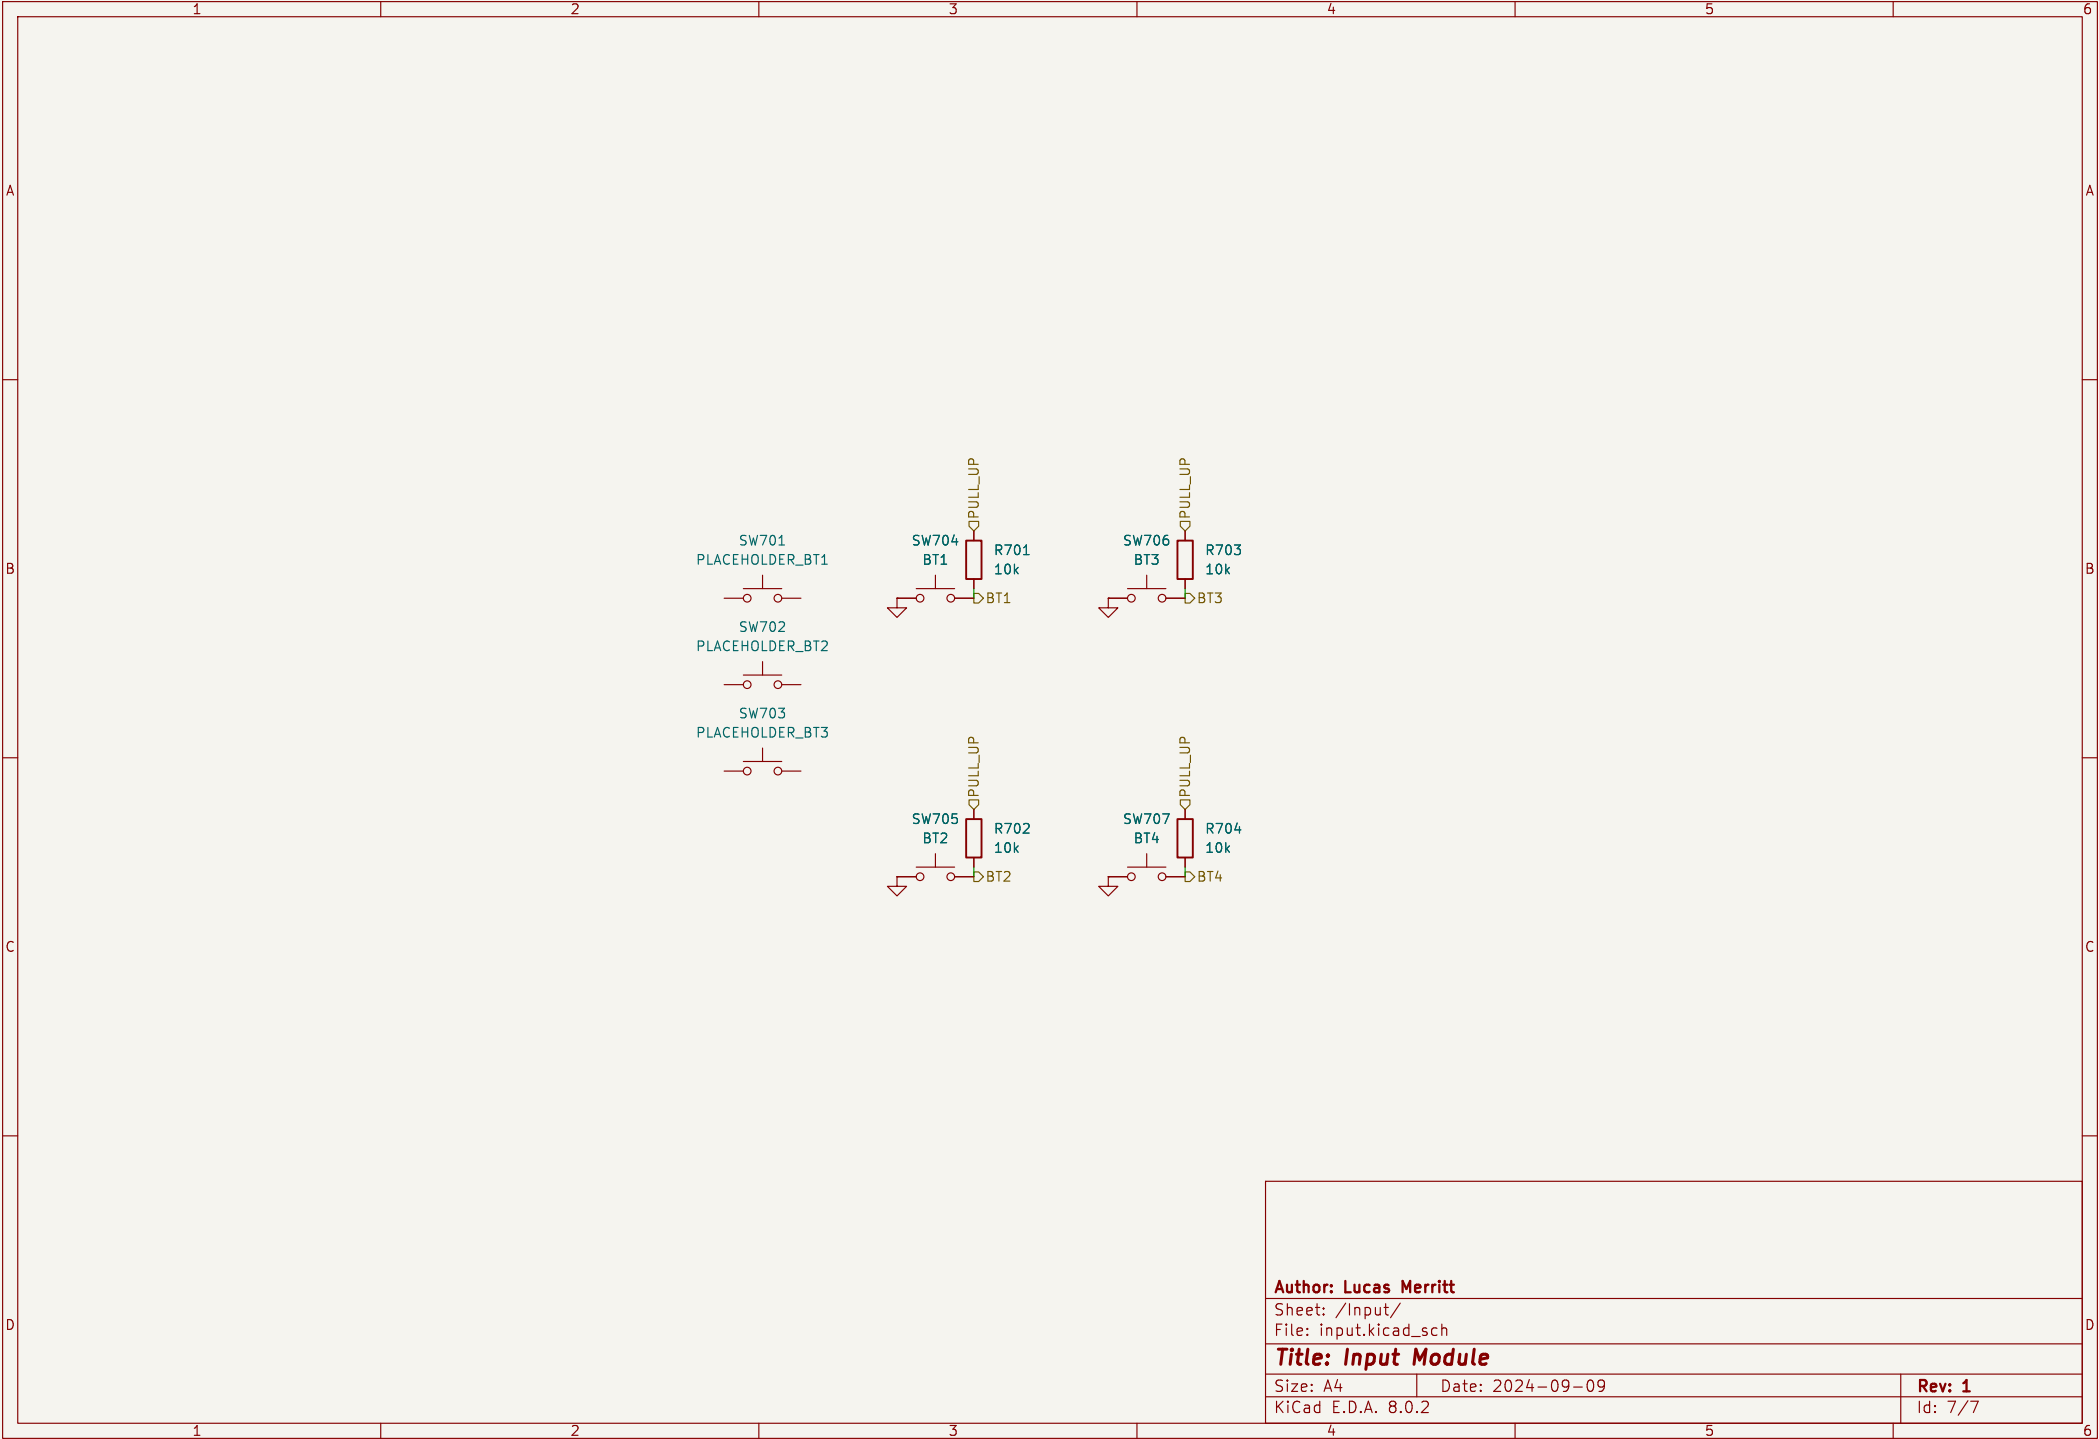 1 2 3 4 5 6
A A
PULL_UP PULL_UP
SW701
PLACEHOLDER_BT1
SW704
BT1
R701
10k
BT1
SW706
BT3
R703
10k
BT3
B B
SW702
PLACEHOLDER_BT2
SW703
PLACEHOLDER_BT3
PULL_UP PULL_UP
SW705
BT2
R702
10k
BT2
SW707
BT4
R704
10k
BT4
C C
Author: Lucas Merritt
Sheet: /Input/
File: input.kicad_sch
D D
Title: Input Module
Size: A4 Date: 2024-09-09 Rev: 1
KiCad E.D.A. 8.0.2 Id: 7/7
1 2 3 4 5 6